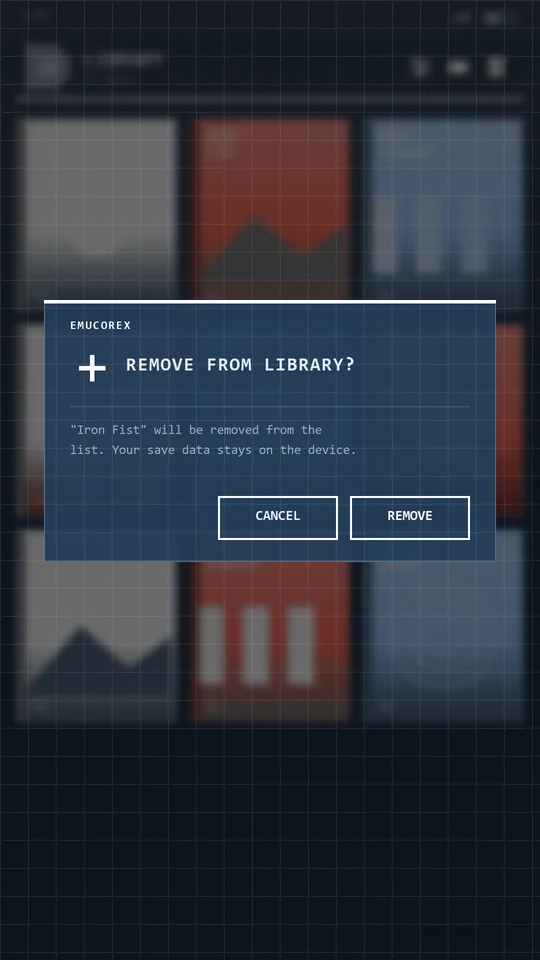 EMUCOREX
REMOVE FROM LIBRARY?
"Iron Fist" will be removed from the
list. Your save data stays on the device.
CANCEL
REMOVE